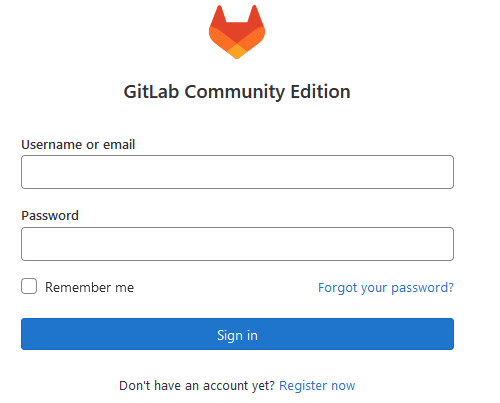 GitLab Community Edition
Username or email
Password
Remember me Forgot your password?
Sign in
Don't have an account yet? Register now